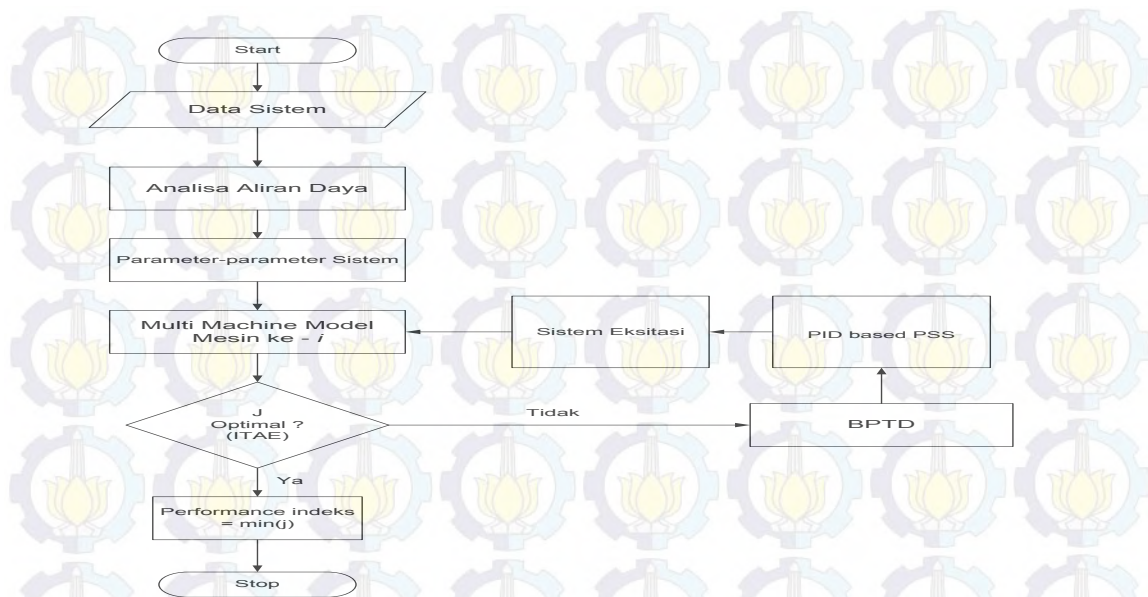 Start
Data Sistem
Analisa Aliran Daya
Parameter-parameter Sistem
Multi Machine Model
Mesin ke - i
Sistem Eksitasi
PID based PSS
J
Optimal ?
(ITAE)
Tidak
BPTD
Ya
Performance indeks
= min(j)
Stop